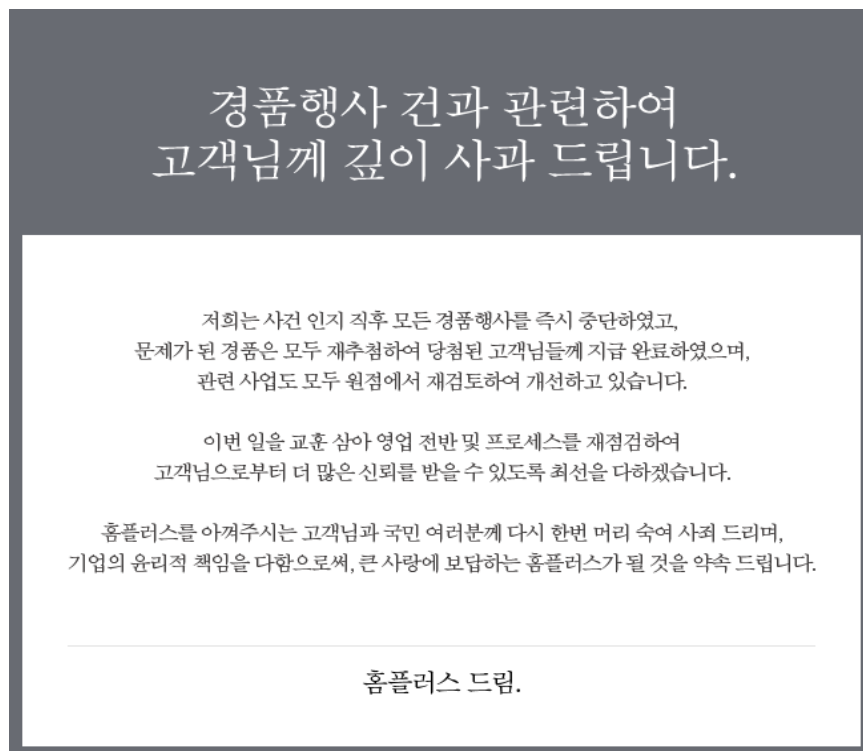 경품행사 건과 관련하여
고객님께 깊이 사과 드립니다.
저희는 사건 인지 직후 모든 경품행사를 즉시 중단하였고,
문제가 된 경품은 모두 재추첨하여 당첨된 고객님들께 지급 완료하였으며,
관련 사업도 모두 원점에서 재검토하여 개선하고 있습니다.
이번 일을 교훈 삼아 영업 전반 및 프로세스를 재점검하여
고객님으로부터 더 많은 신뢰를 받을 수 있도록 최선을 다하겠습니다.
홈플러스를 아껴주시는 고객님과 국민 여러분께 다시 한번 머리 숙여 사죄 드리며,
기업의 윤리적 책임을 다함으로써, 큰 사랑에 보답하는 홈플러스가 될 것을 약속 드립니다.
홈플러스 드림.